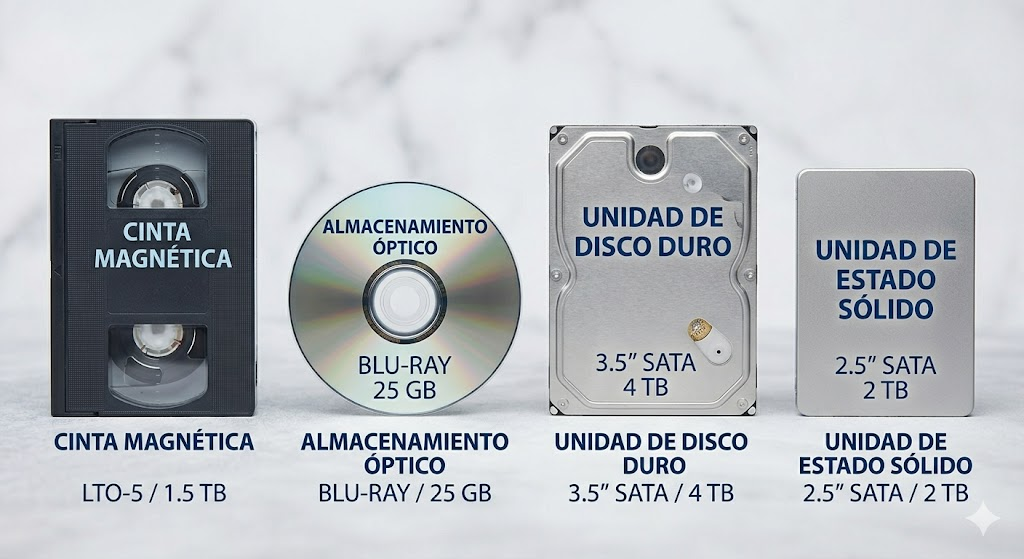 CINTA
MAGNÉTICA
ALMACENAMIENTO
ÓPTICO
BLU-RAY
25 GB
UNIDAD DE
DISCO DURO
3.5” SATA
4 TB
UNIDAD DE
ESTADO
SÓLIDO
2.5” SATA
2 TB
CINTA MAGNÉTICA
LTO-5 / 1.5 TB
ALMACENAMIENTO
ÓPTICO
BLU-RAY / 25 GB
UNIDAD DE DISCO
DURO
3.5” SATA / 4 TB
UNIDAD DE
ESTADO SÓLIDO
2.5” SATA / 2 TB